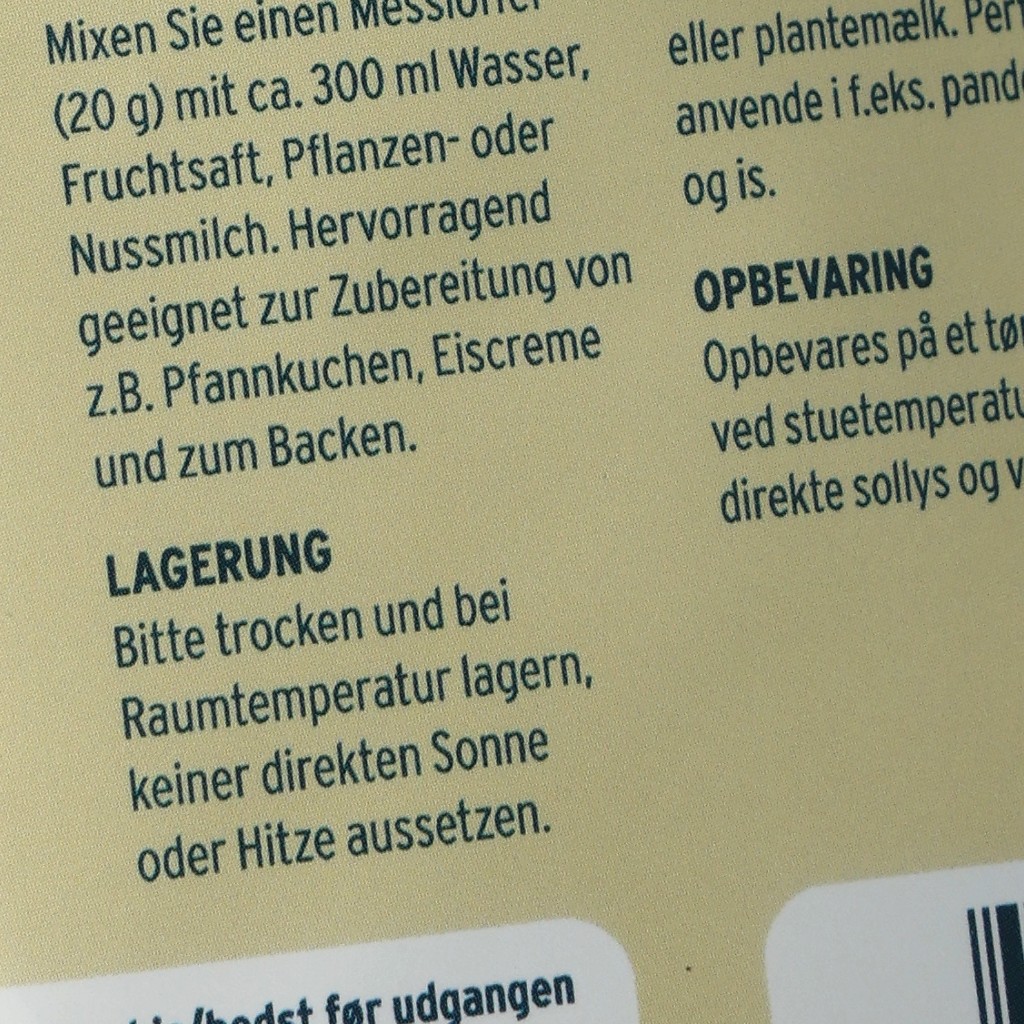 Mixen Sie einen Messlöffel
(20 g) mit ca. 300 ml Wasser,
Fruchtsaft, Pflanzen- oder
Nussmilch. Hervorragend
geeignet zur Zubereitung von
z.B. Pfannkuchen, Eiscreme
und zum Backen.
LAGERUNG
Bitte trocken und bei
Raumtemperatur lagern,
keiner direkten Sonne
oder Hitze aussetzen.
eller plantemælk.
anvende i f.eks.
og is.
OPBEVARING
Opbevares på et
ved
direkte sollys og
før udgangen